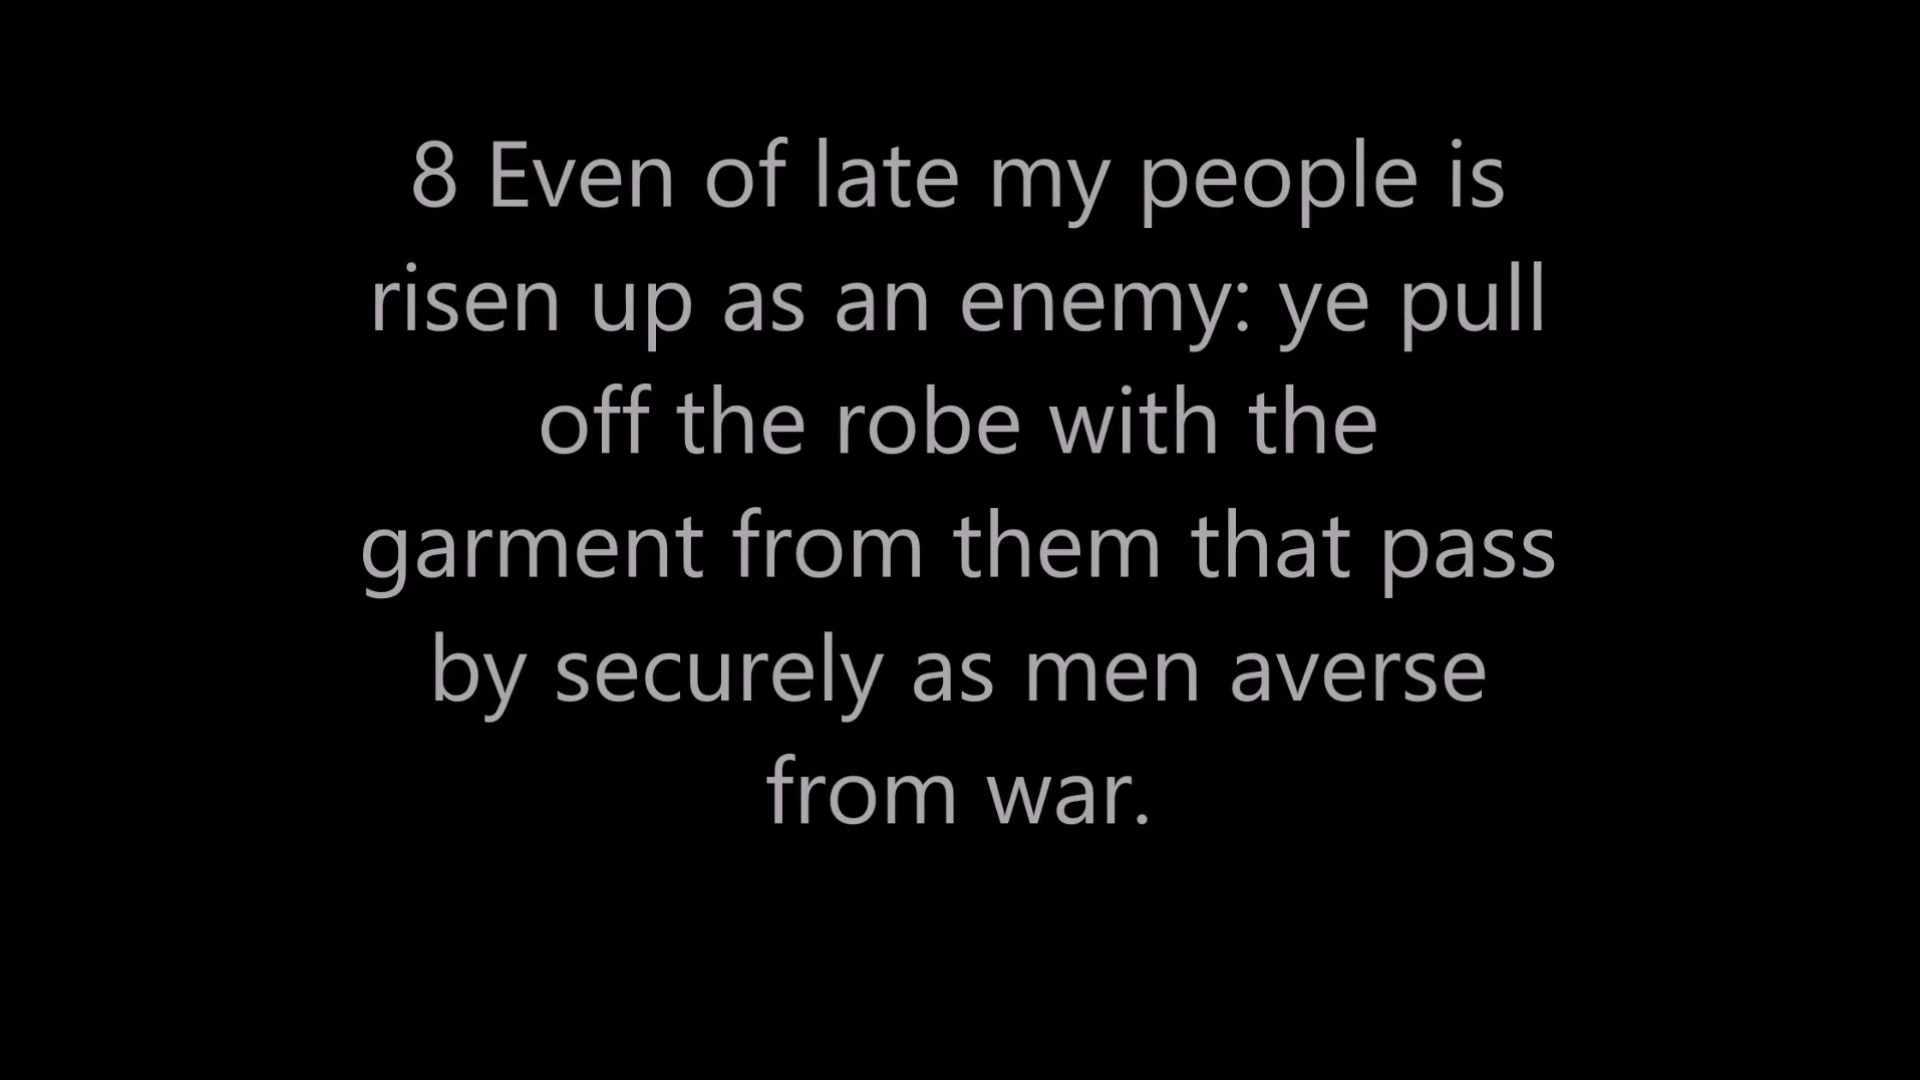 8 Even of late my people is
risen up as an enemy: ye pull
off the robe with the
garment from them that pass
by securely as men averse
from war.